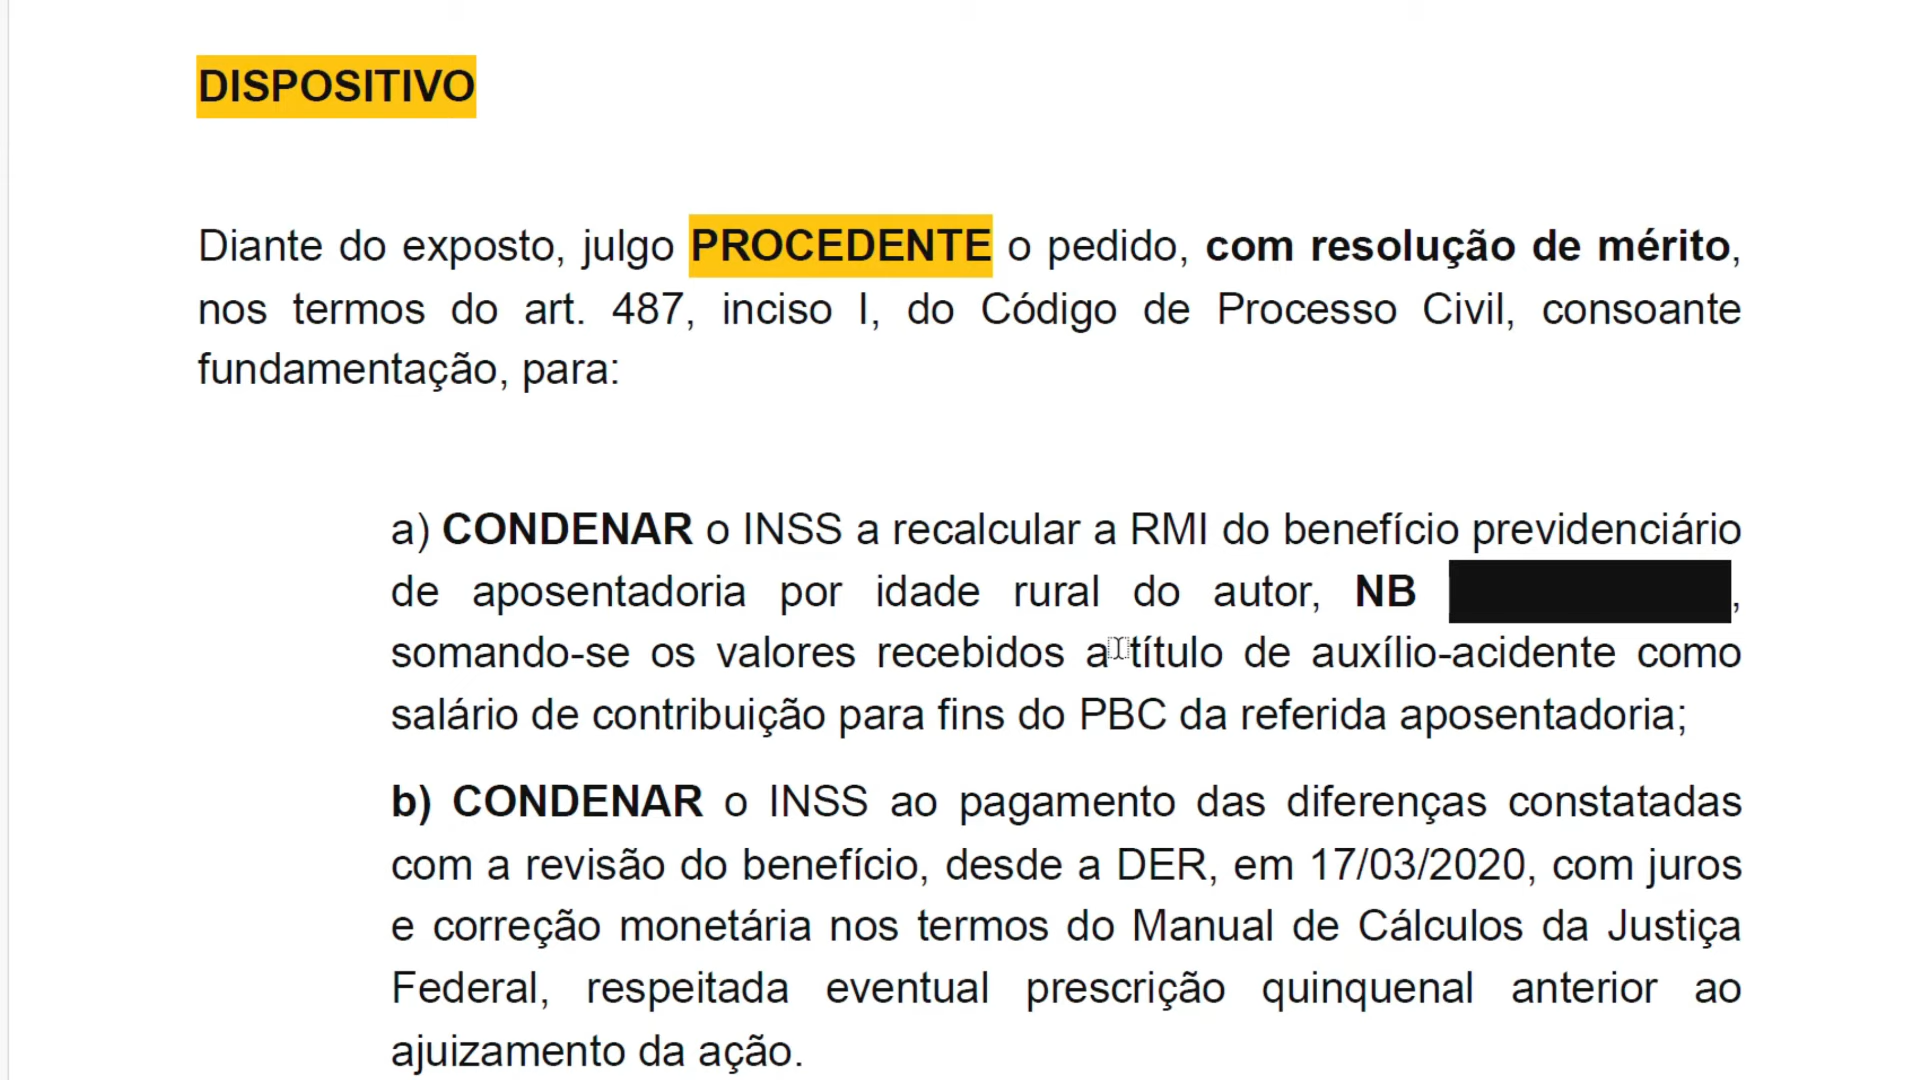 DISPOSITIVO
Diante do exposto, julgo PROCEDENTE o pedido, com resolução de mérito,
nos termos do art. 487, inciso I, do Código de Processo Civil, consoante
fundamentação, para:
a) CONDENAR o INSS a recalcular a RMI do benefício previdenciário
de aposentadoria por idade rural do autor, NB ,
somando-se os valores recebidos a título de auxílio-acidente como
salário de contribuição para fins do PBC da referida aposentadoria;
b) CONDENAR o INSS ao pagamento das diferenças constatadas
com a revisão do benefício, desde a DER, em 17/03/2020, com juros
e correção monetária nos termos do Manual de Cálculos da Justiça
Federal, respeitada eventual prescrição quinquenal anterior ao
ajuizamento da ação.